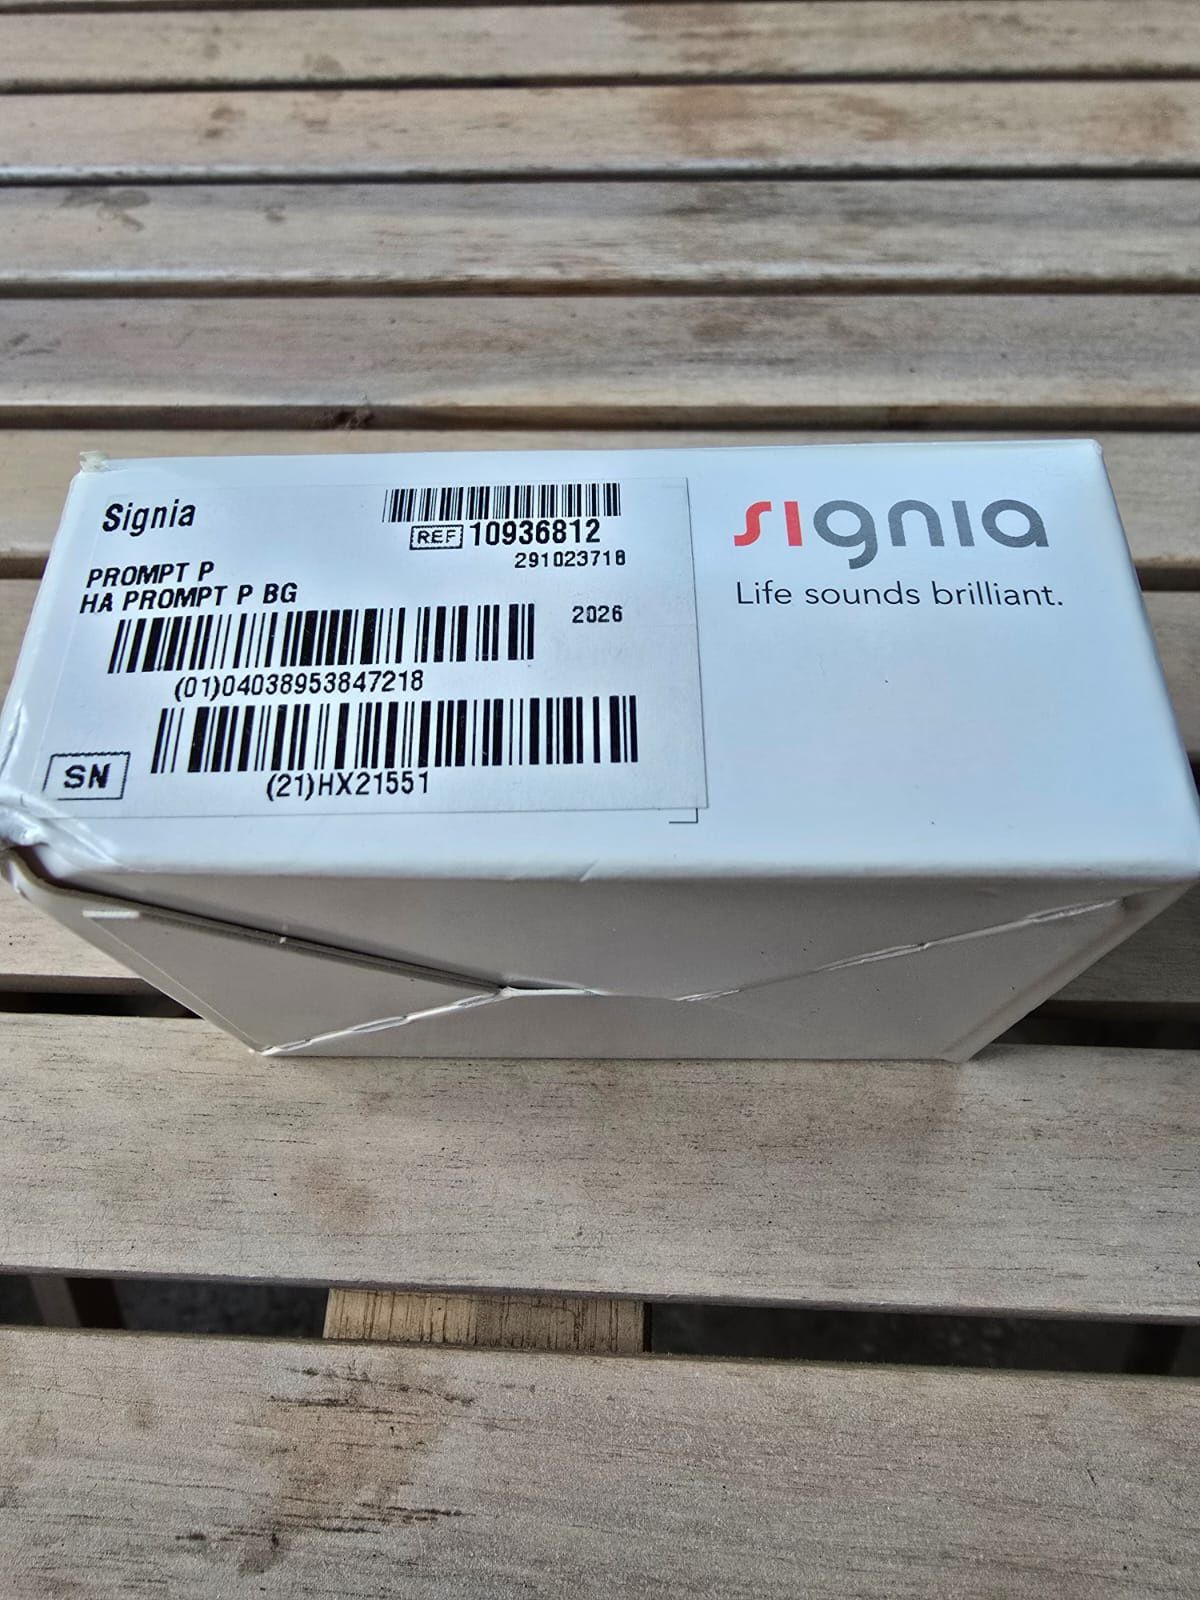 Signia
REF 10936812
291023718
PROMPT P
HA PROMPT P BG
2026
(01)04038953847218
SN
(21)HX21551
signia
Life sounds brilliant.